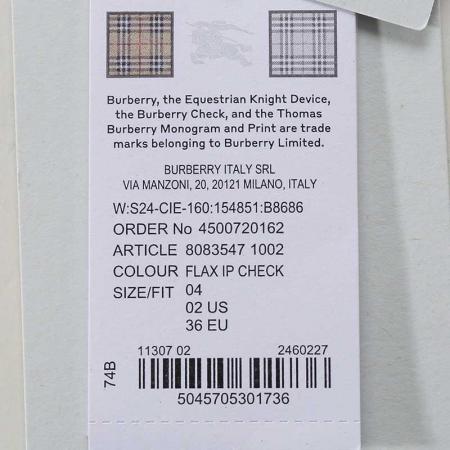 Burberry, the Equestrian Knight Device,
the Burberry Check, and the Thomas
Burberry Monogram and Print are trade
marks belonging to Burberry Limited.
BURBERRY ITALY SRL
VIA MANZONI, 20, 20121 MILANO, ITALY
W:S24-CIE-160:154851:B8686
ORDER No 4500720162
ARTICLE 8083547 1002
COLOUR FLAX IP CHECK
SIZE/FIT 04
02 US
36 EU
11307 02 2460227
74B
5045705301736